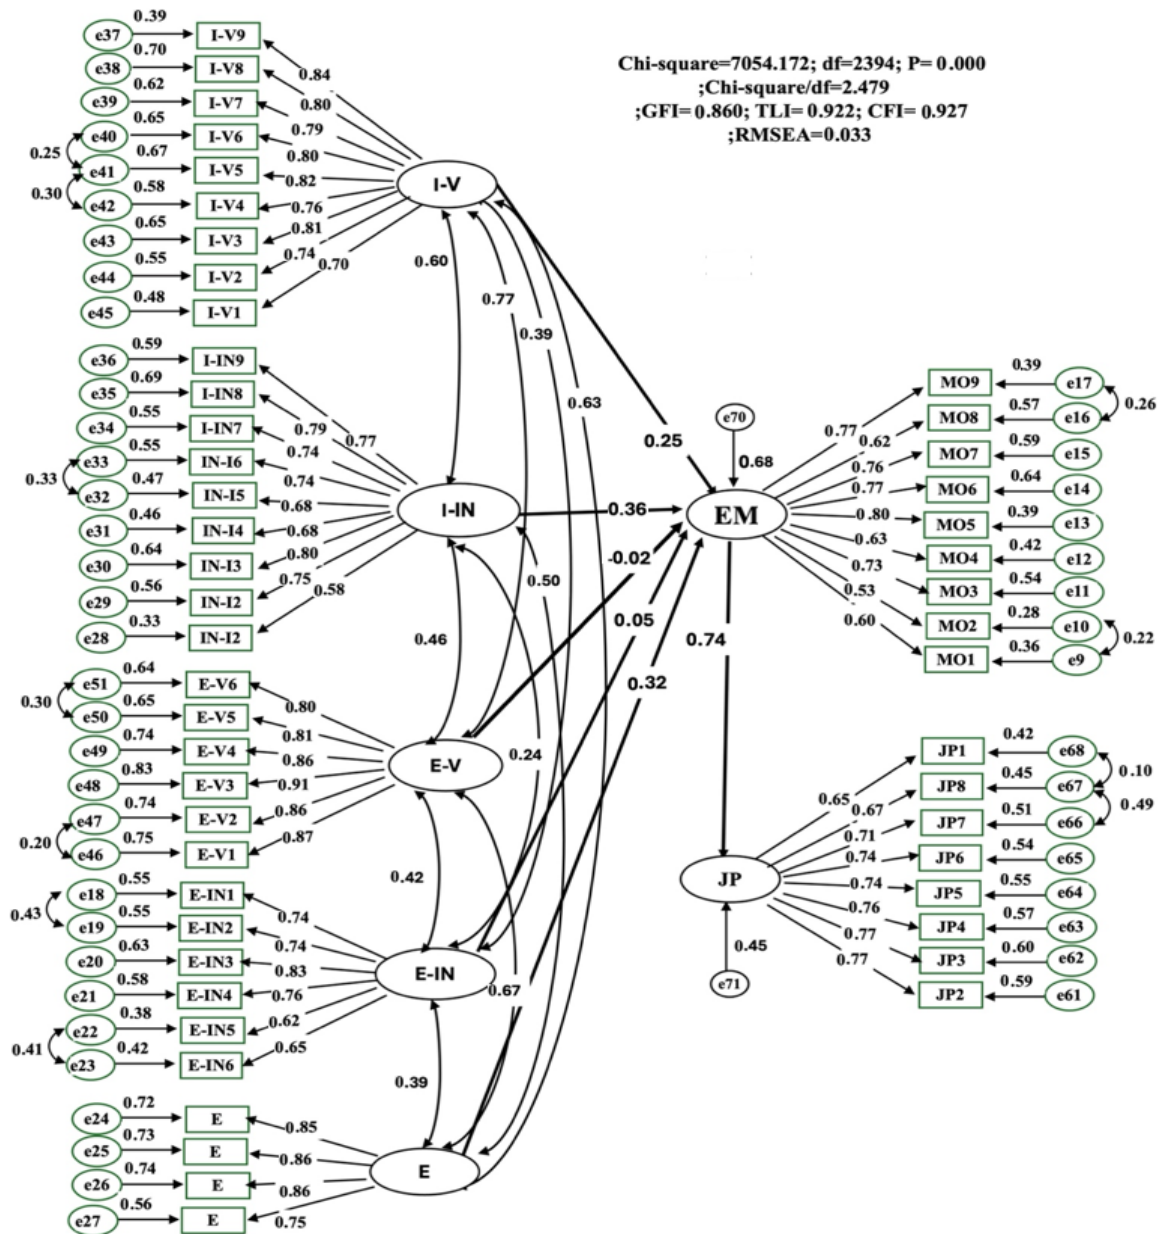 Chi-square=7054.172; df=2394; P= 0.000
;Chi-square/df=2.479
;GFI= 0.860; TLI= 0.922; CFI= 0.927
;RMSEA=0.033
e37 0.39 I-V9
e38 0.70 I-V8
e39 0.62 I-V7
e40 0.65 I-V6
e41 0.67 I-V5
e42 0.58 I-V4
e43 0.65 I-V3
e44 0.55 I-V2
e45 0.48 I-V1
0.25
0.30
0.84
0.80
0.79
0.80
0.82
0.76
0.81
0.74
0.70
I-V
e36 0.59 I-IN9
e35 0.69 I-IN8
e34 0.55 I-IN7
e33 0.55 IN-I6
e32 0.47 IN-I5
e31 0.46 IN-I4
e30 0.64 IN-I3
e29 0.56 IN-I2
e28 0.33 IN-I2
0.33
0.77
0.79
0.74
0.74
0.68
0.68
0.80
0.75
0.58
I-IN
e51 0.64 E-V6
e50 0.65 E-V5
e49 0.74 E-V4
e48 0.83 E-V3
e47 0.74 E-V2
e46 0.75 E-V1
0.30
0.20
0.80
0.81
0.86
0.91
0.86
0.87
E-V
e18 0.55 E-IN1
e19 0.55 E-IN2
e20 0.63 E-IN3
e21 0.58 E-IN4
e22 0.38 E-IN5
e23 0.42 E-IN6
0.43
0.41
0.74
0.74
0.83
0.76
0.62
0.65
E-IN
e24 0.72 E
e25 0.73 E
e26 0.74 E
e27 0.56 E
0.85
0.86
0.86
0.75
E
0.60
0.77
0.39
0.63
0.46
0.50
0.24
0.42
0.67
0.39
0.25
0.36
-0.02
0.05
0.32
e70
0.68
EM
0.74
JP
0.45
e71
MO9 0.39 e17
MO8 0.57 e16
MO7 0.59 e15
MO6 0.64 e14
MO5 0.39 e13
MO4 0.42 e12
MO3 0.54 e11
MO2 0.28 e10
MO1 0.36 e9
0.26
0.22
0.77
0.62
0.76
0.77
0.80
0.63
0.73
0.53
0.60
JP1 0.42 e68
JP8 0.45 e67
JP7 0.51 e66
JP6 0.54 e65
JP5 0.55 e64
JP4 0.57 e63
JP3 0.60 e62
JP2 0.59 e61
0.10
0.49
0.65
0.67
0.71
0.74
0.74
0.76
0.77
0.77